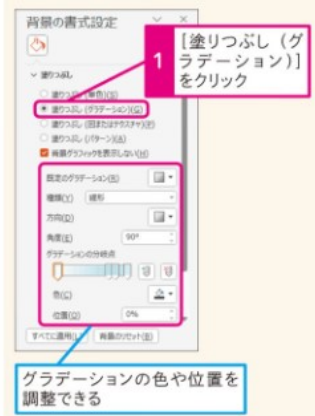 背景の書式設定
1
[塗りつぶし（グ
ラデーション）]
をクリック
塗りつぶし
塗りつぶし (単色)(S)
塗りつぶし (グラデーション)(G)
塗りつぶし (図またはテクスチャ)(P)
塗りつぶし (パターン)(A)
背景グラフィックを表示しない(H)
既定のグラデーション(R)
種類(Y) 線形
方向(D)
角度(E) 90°
グラデーションの分岐点
色(C)
位置(O) 0%
すべてに適用(L) 背景のリセット(B)
グラデーションの色や位置を
調整できる